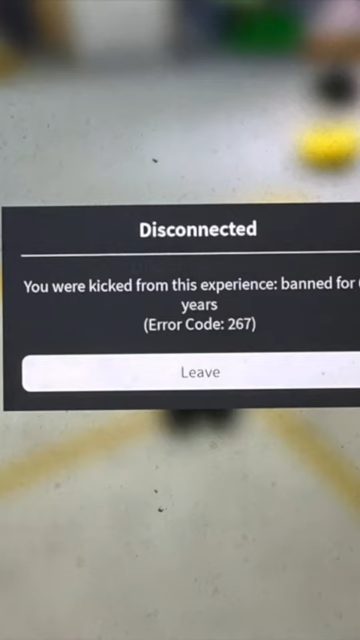 Disconnected
You were kicked from this experience: banned for
years
(Error Code: 267)
Leave